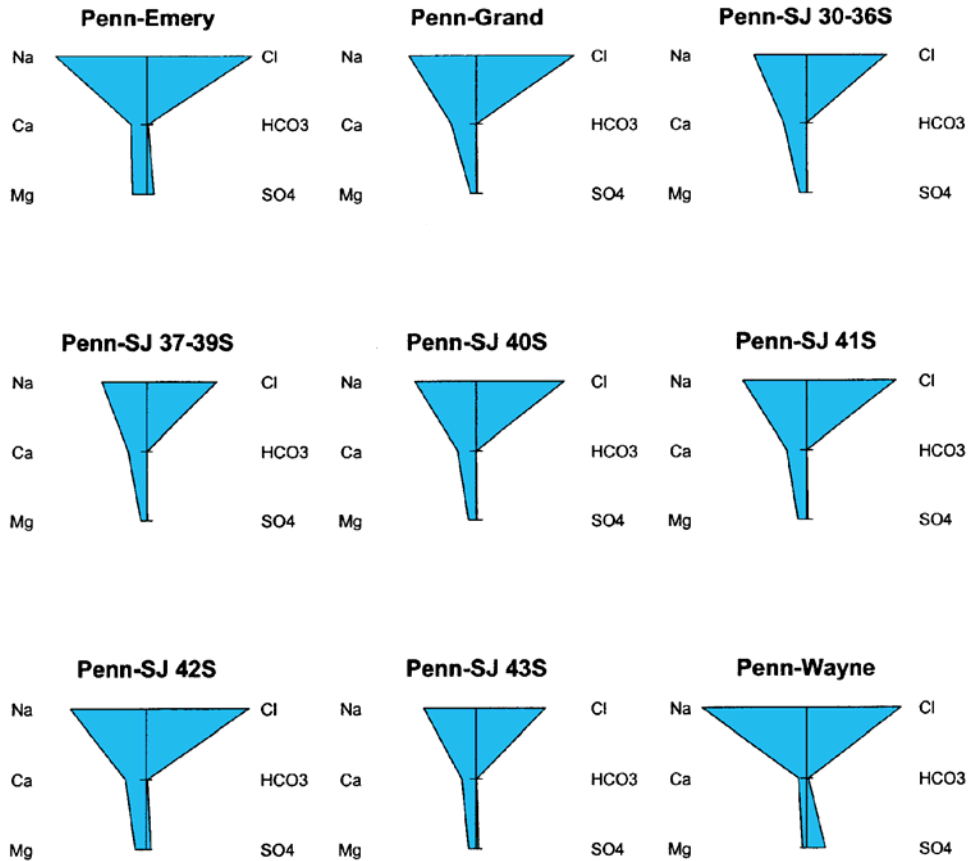 Penn-Emery Penn-Grand Penn-SJ 30-36S
Na Cl Na Cl Na Cl
Ca HCO3 Ca HCO3 Ca HCO3
Mg SO4 Mg SO4 Mg SO4
Penn-SJ 37-39S Penn-SJ 40S Penn-SJ 41S
Na Cl Na Cl Na Cl
Ca HCO3 Ca HCO3 Ca HCO3
Mg SO4 Mg SO4 Mg SO4
Penn-SJ 42S Penn-SJ 43S Penn-Wayne
Na Cl Na Cl Na Cl
Ca HCO3 Ca HCO3 Ca HCO3
Mg SO4 Mg SO4 Mg SO4